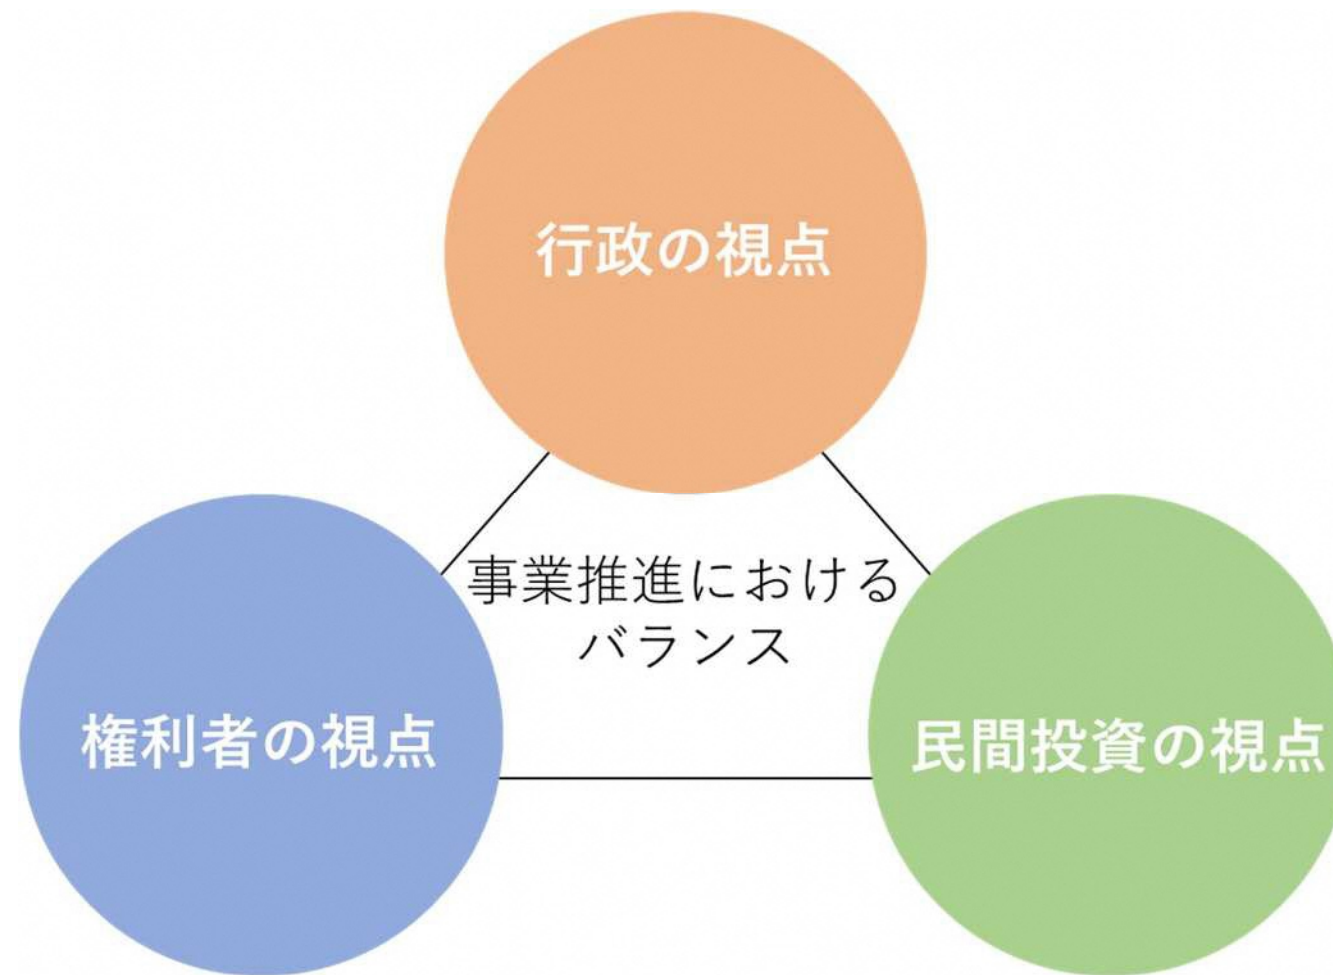 行政の視点
事業推進における
バランス
権利者の視点
民間投資の視点